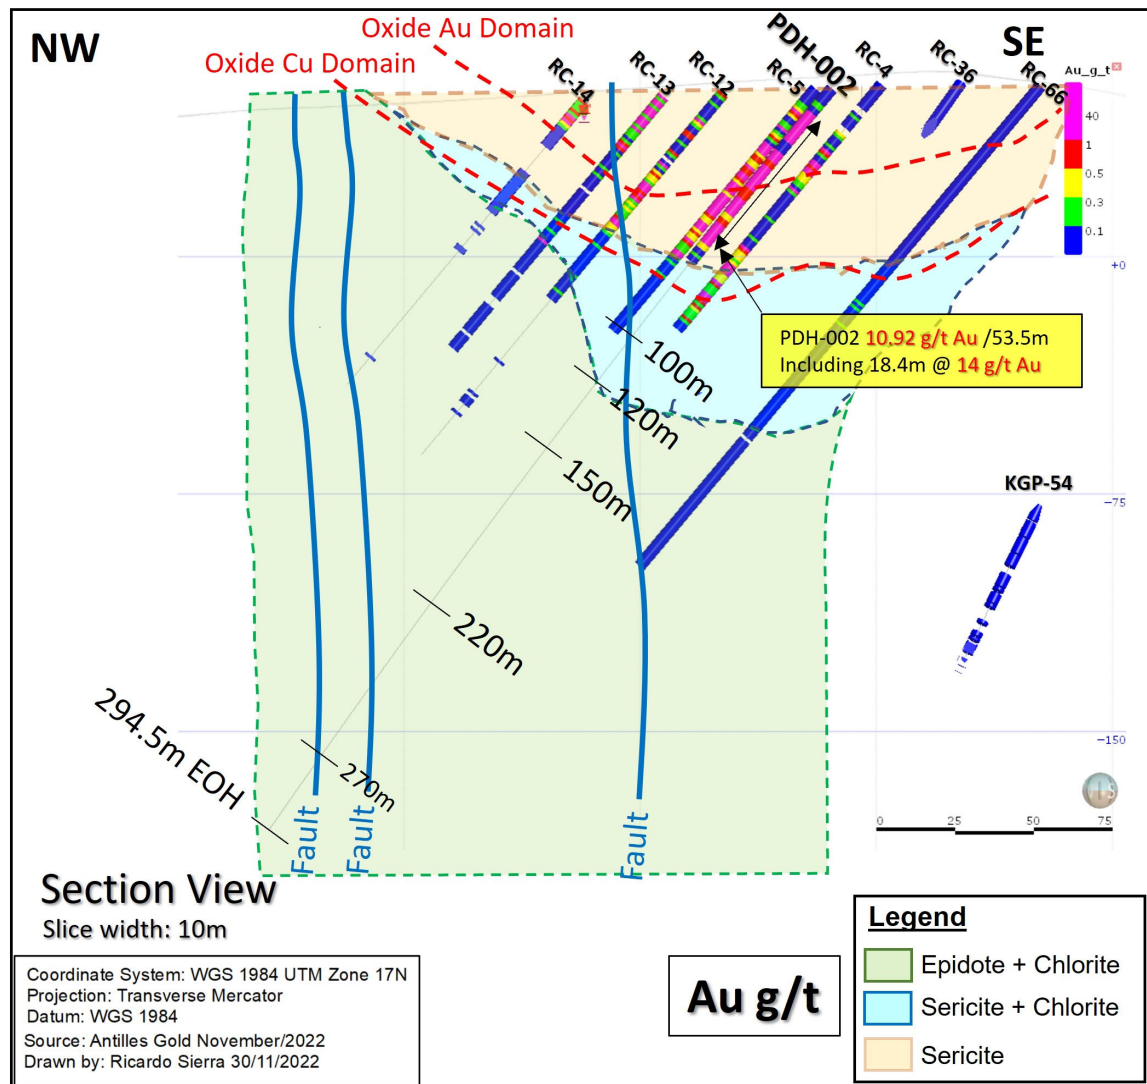 NW
Oxide Au Domain
Oxide Cu Domain
SE
RC-14
RC-13
RC-12
RC-5
PDH-002
RC-4
RC-36
RC-66
Au_g_t
40
1
0.5
0.3
0.1
+0
PDH-002 10.92 g/t Au /53.5m
Including 18.4m @ 14 g/t Au
100m
120m
150m
KGP-54
−75
220m
294.5m EOH
270m
−150
Fault
Fault
Fault
0
25
50
75
Section View
Slice width: 10m
Coordinate System: WGS 1984 UTM Zone 17N
Projection: Transverse Mercator
Datum: WGS 1984
Source: Antilles Gold November/2022
Drawn by: Ricardo Sierra 30/11/2022
Au g/t
Legend
Epidote + Chlorite
Sericite + Chlorite
Sericite